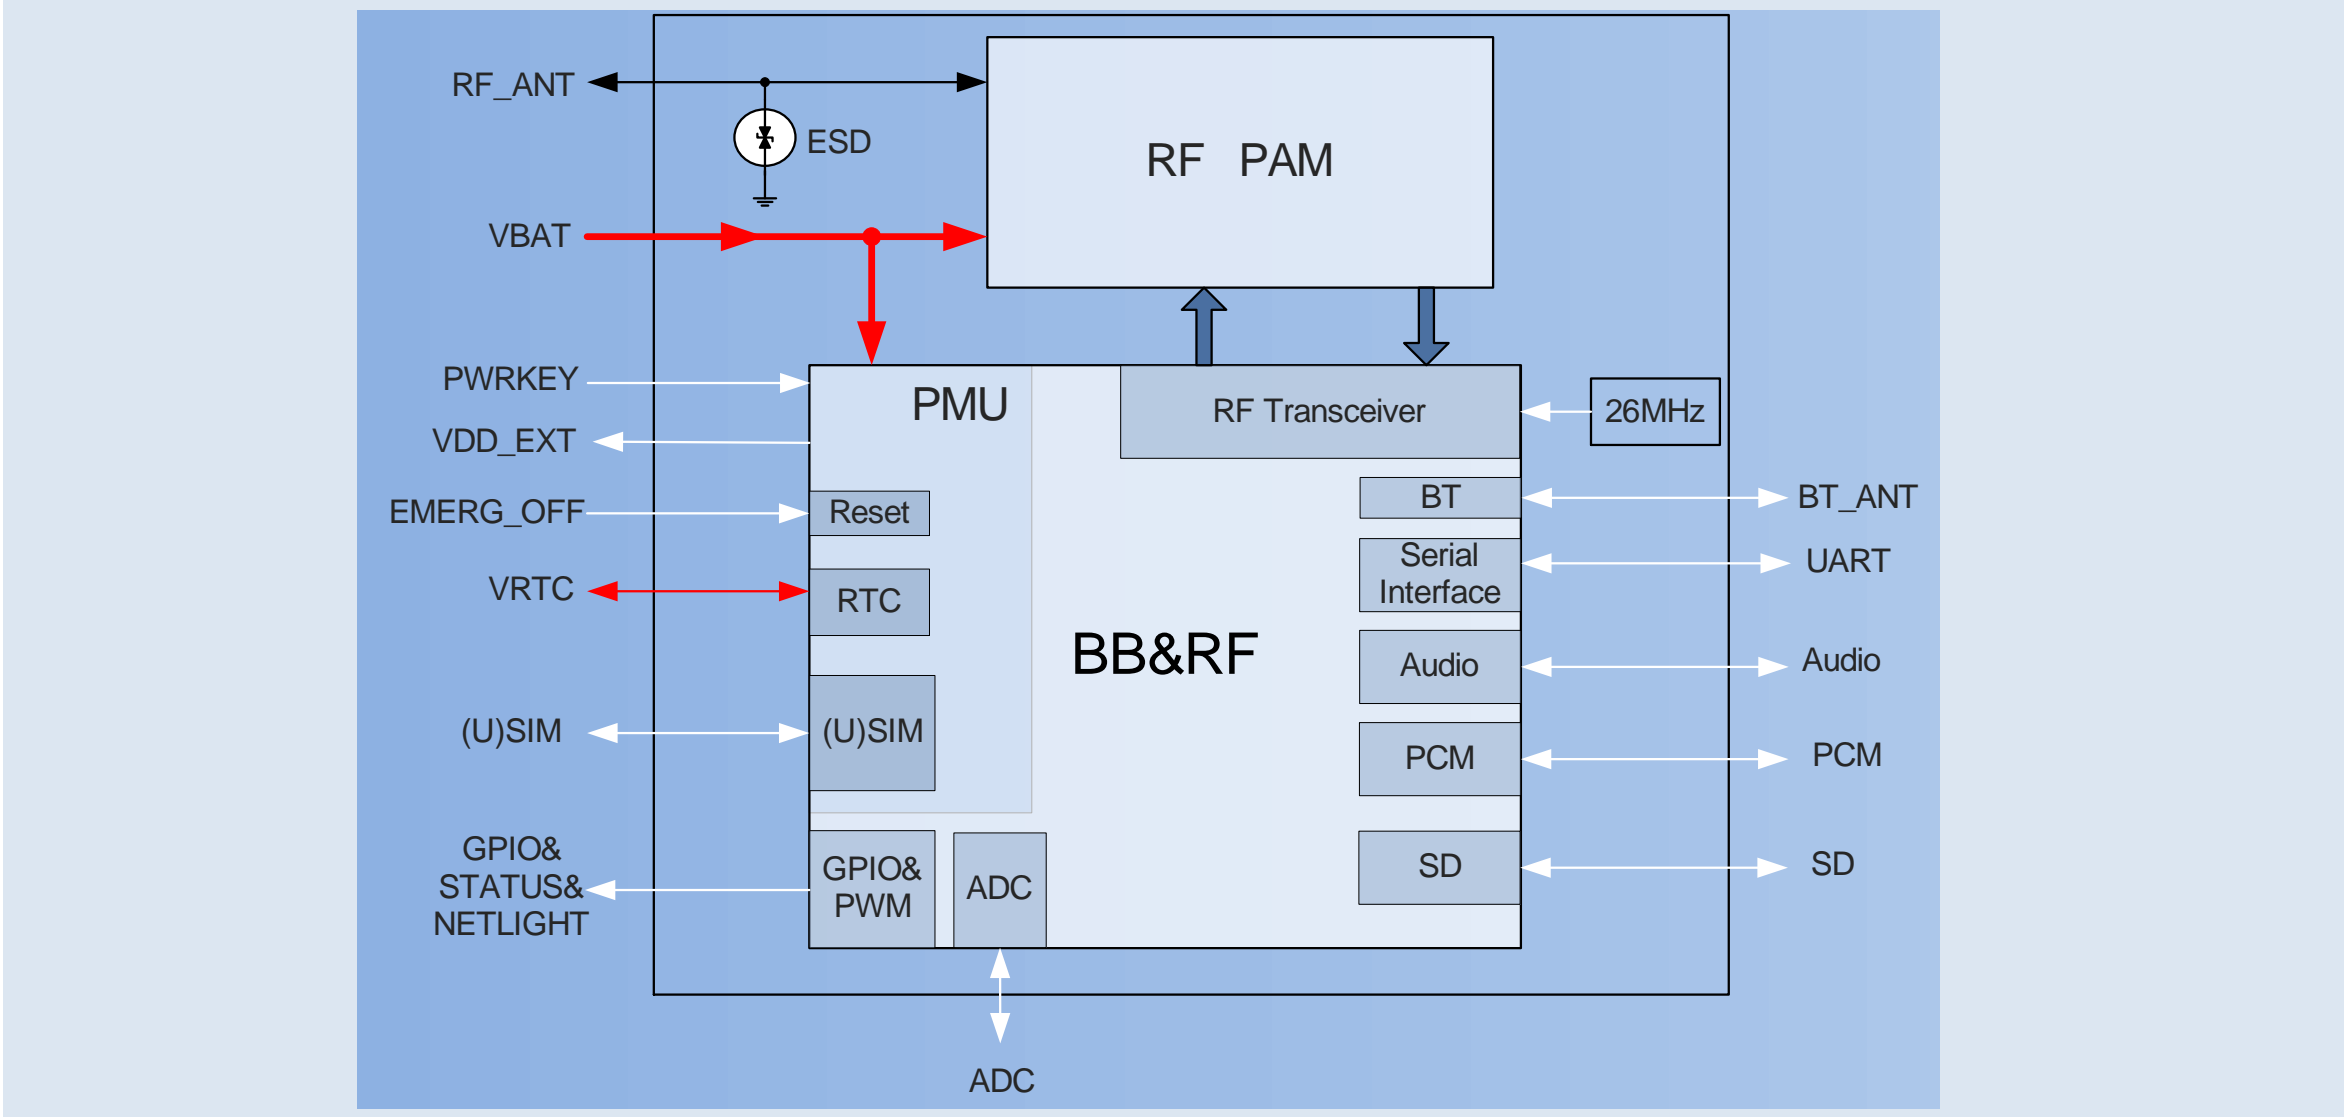 RF_ANT
ESD
RF PAM
VBAT
PWRKEY
PMU
RF Transceiver
26MHz
VDD_EXT
EMERG_OFF
Reset
BT
BT_ANT
Serial
Interface
UART
VRTC
RTC
BB&RF
Audio
Audio
(U)SIM
(U)SIM
PCM
PCM
GPIO&
STATUS&
NETLIGHT
GPIO&
PWM
ADC
SD
SD
ADC